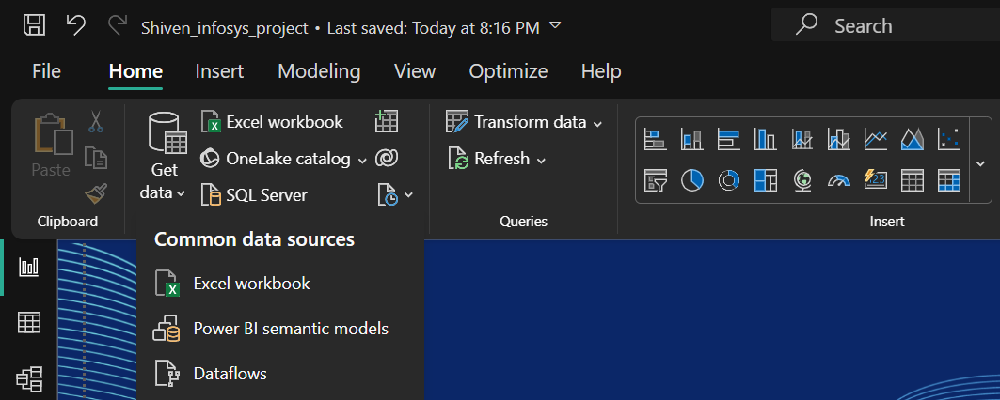 Shiven_infosys_project • Last saved: Today at 8:16 PM
Search
File Home Insert Modeling View Optimize Help
Paste
Clipboard
Get
data
Excel workbook
OneLake catalog
SQL Server
Transform data
Refresh
Queries
123
Insert
Common data sources
Excel workbook
Power BI semantic models
Dataflows